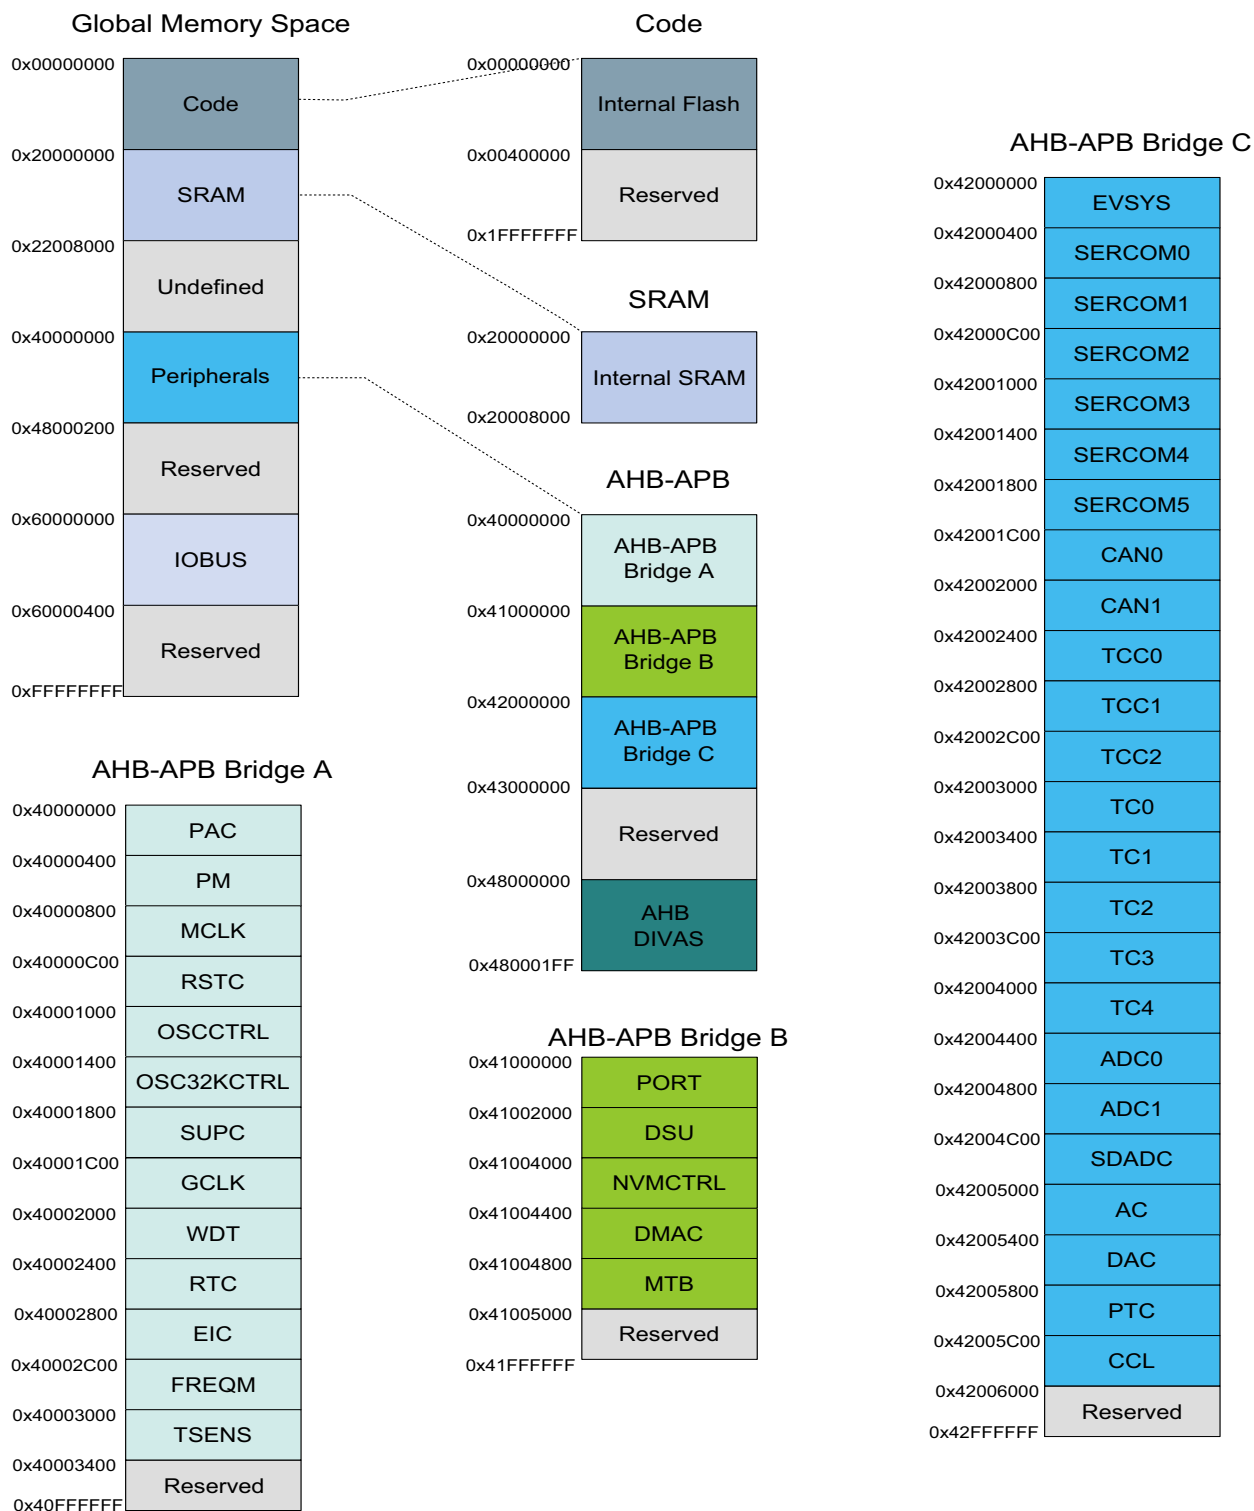 Global Memory Space
0x00000000
Code
0x20000000
SRAM
0x22008000
Undefined
0x40000000
Peripherals
0x48000200
Reserved
0x60000000
IOBUS
0x60000400
Reserved
0xFFFFFFFF
Code
0x00000000
Internal Flash
0x00400000
Reserved
0x1FFFFFFF
SRAM
0x20000000
Internal SRAM
0x20008000
AHB-APB
0x40000000
AHB-APB
Bridge A
0x41000000
AHB-APB
Bridge B
0x42000000
AHB-APB
Bridge C
0x43000000
Reserved
0x48000000
AHB
DIVAS
0x480001FF
AHB-APB Bridge A
0x40000000
PAC
0x40000400
PM
0x40000800
MCLK
0x40000C00
RSTC
0x40001000
OSCCTRL
0x40001400
OSC32KCTRL
0x40001800
SUPC
0x40001C00
GCLK
0x40002000
WDT
0x40002400
RTC
0x40002800
EIC
0x40002C00
FREQM
0x40003000
TSENS
0x40003400
Reserved
0x40FFFFFF
AHB-APB Bridge B
0x41000000
PORT
0x41002000
DSU
0x41004000
NVMCTRL
0x41004400
DMAC
0x41004800
MTB
0x41005000
Reserved
0x41FFFFFF
AHB-APB Bridge C
0x42000000
EVSYS
0x42000400
SERCOM0
0x42000800
SERCOM1
0x42000C00
SERCOM2
0x42001000
SERCOM3
0x42001400
SERCOM4
0x42001800
SERCOM5
0x42001C00
CAN0
0x42002000
CAN1
0x42002400
TCC0
0x42002800
TCC1
0x42002C00
TCC2
0x42003000
TC0
0x42003400
TC1
0x42003800
TC2
0x42003C00
TC3
0x42004000
TC4
0x42004400
ADC0
0x42004800
ADC1
0x42004C00
SDADC
0x42005000
AC
0x42005400
DAC
0x42005800
PTC
0x42005C00
CCL
0x42006000
Reserved
0x42FFFFFF